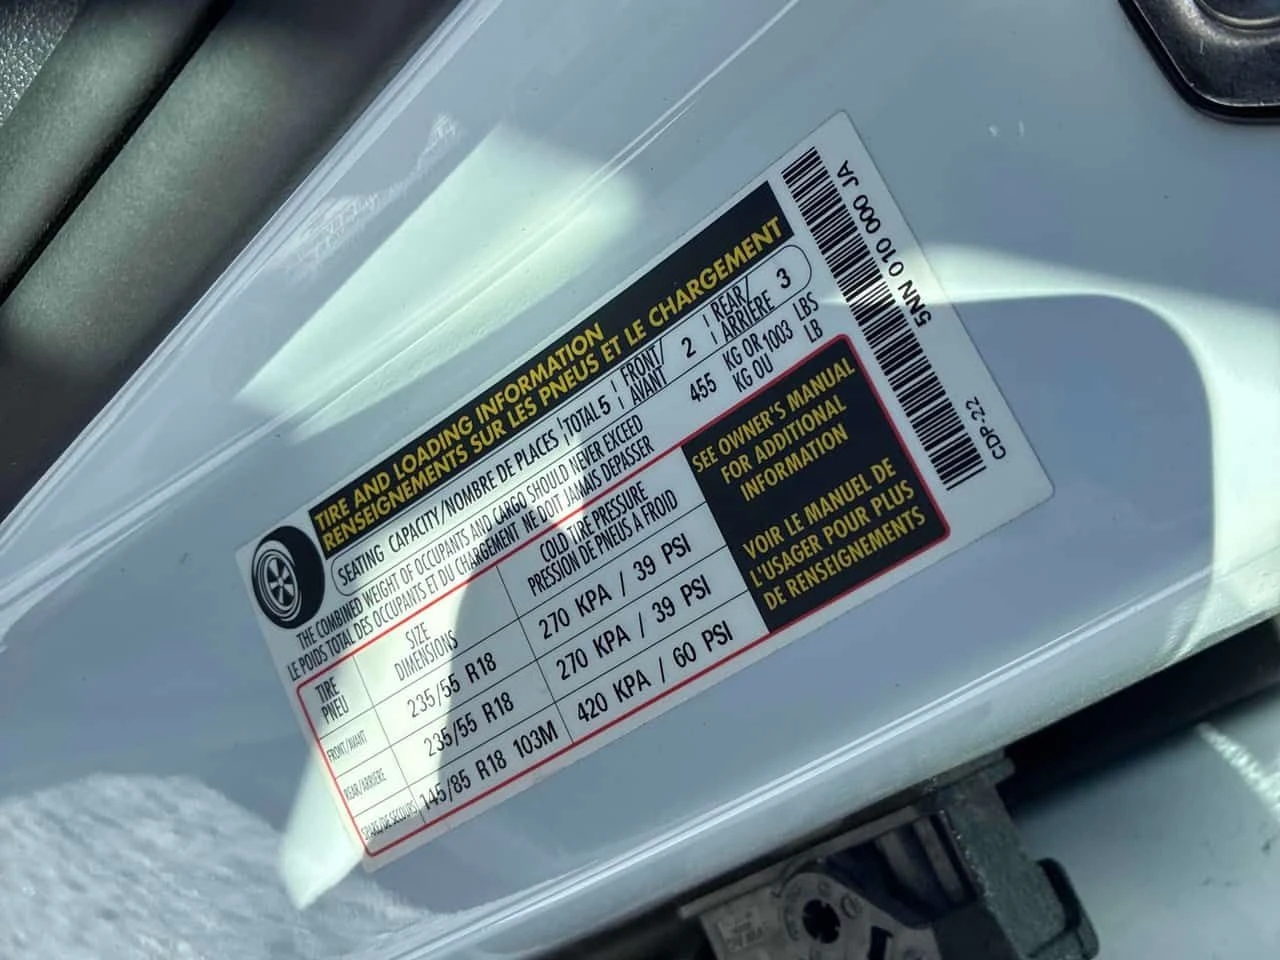 TIRE AND LOADING INFORMATION
RENSEIGNEMENTS SUR LES PNEUS ET LE CHARGEMENT
SEATING CAPACITY/NOMBRE DE PLACES TOTAL 5 FRONT/AVANT 2 REAR/ARRIÈRE 3
THE COMBINED WEIGHT OF OCCUPANTS AND CARGO SHOULD NEVER EXCEED 455 KG OR 1003 LBS
LE POIDS TOTAL DES OCCUPANTS ET DU CHARGEMENT NE DOIT JAMAIS DEPASSER KG OU LB
TIRE
PNEU
SIZE
DIMENSIONS
COLD TIRE PRESSURE
PRESSION DE PNEUS À FROID
FRONT/AVANT 235/55 R18 270 KPA / 39 PSI
REAR/ARRIÈRE 235/55 R18 270 KPA / 39 PSI
SPARE/DE SECOURS 145/85 R18 103M 420 KPA / 60 PSI
SEE OWNER'S MANUAL
FOR ADDITIONAL
INFORMATION
VOIR LE MANUEL DE
L'USAGER POUR PLUS
DE RENSEIGNEMENTS
5NN 010 000 JA
CDP-22